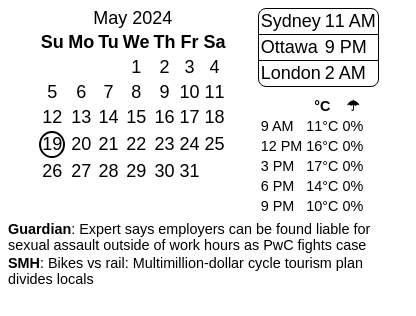 May 2024
Su Mo Tu We Th Fr Sa
1 2 3 4
5 6 7 8 9 10 11
12 13 14 15 16 17 18
19 20 21 22 23 24 25
26 27 28 29 30 31
Sydney 11 AM
Ottawa 9 PM
London 2 AM
°C ☂
9 AM 11°C 0%
12 PM 16°C 0%
3 PM 17°C 0%
6 PM 14°C 0%
9 PM 10°C 0%
Guardian: Expert says employers can be found liable for
sexual assault outside of work hours as PwC fights case
SMH: Bikes vs rail: Multimillion-dollar cycle tourism plan
divides locals